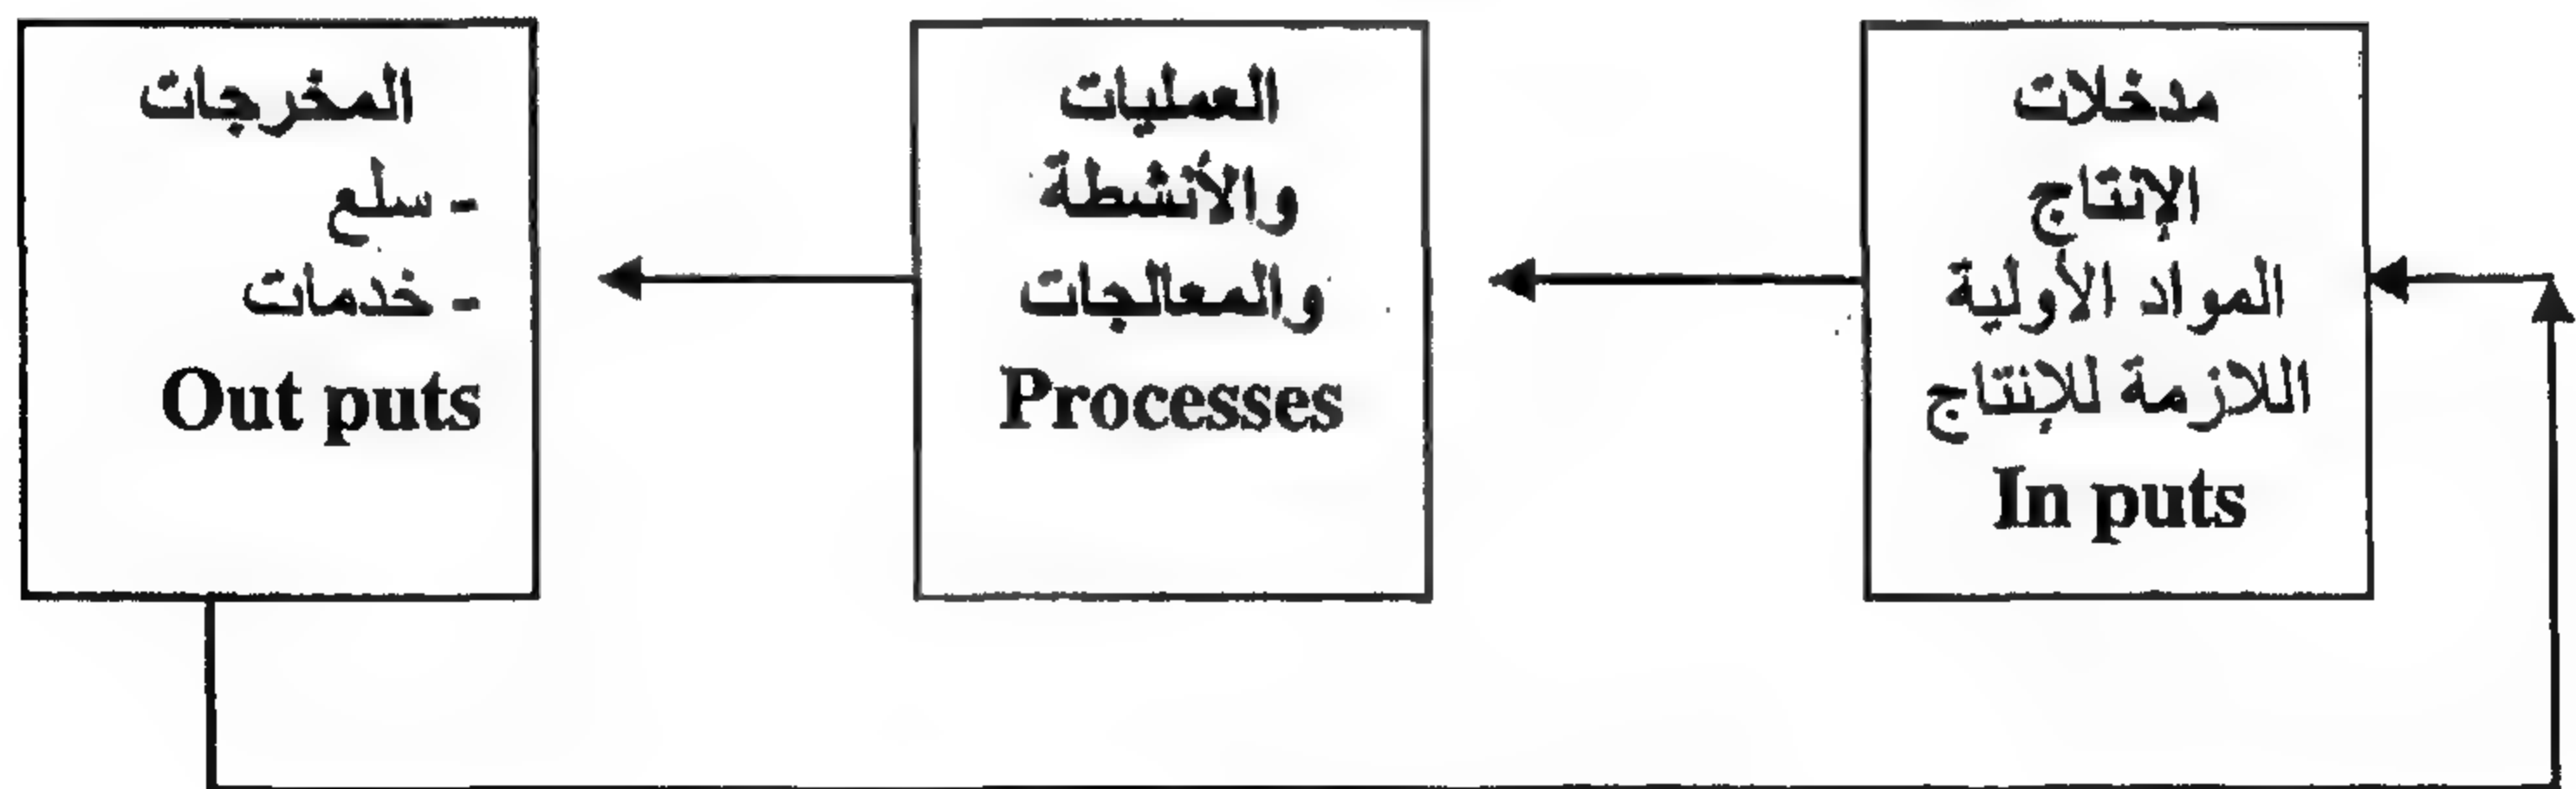 مدخلات
الإنتاج
المواد الأولية
اللازمة للإنتاج
In puts
العمليات
والأنشطة
والمعالجات
Processes
المخرجات
- سلع
- خدمات
Out puts